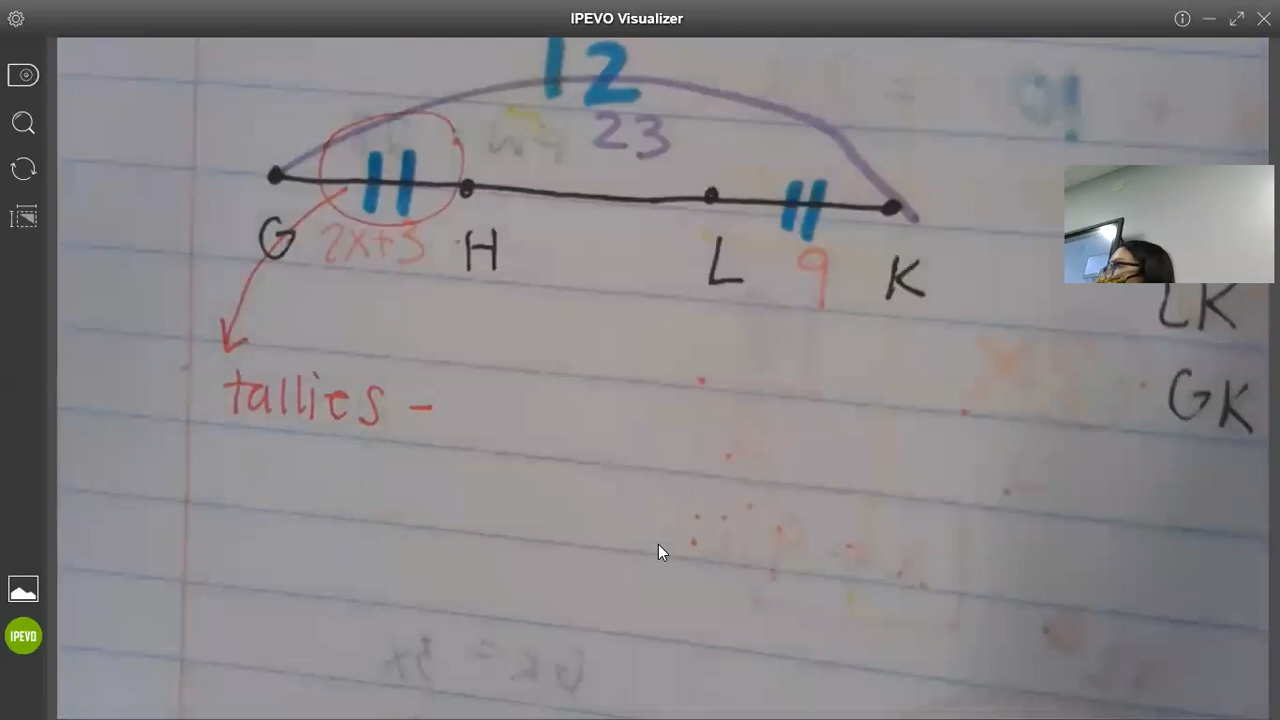 IPEVO Visualizer
12
23
G 2x+3 H L 9 K
LK
tallies -
GK
IPEVO